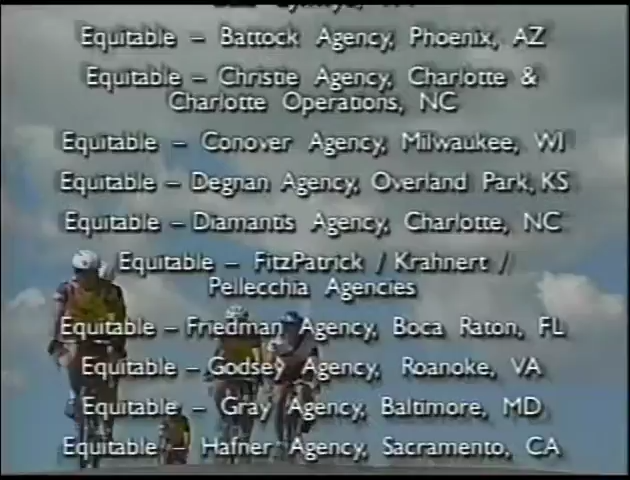 Equitable – Battock Agency, Phoenix, AZ
Equitable – Christie Agency, Charlotte &
Charlotte Operations, NC
Equitable – Conover Agency, Milwaukee, WI
Equitable – Degnan Agency, Overland Park, KS
Equitable – Diamantis Agency, Charlotte, NC
Equitable – FitzPatrick / Krahnert /
Pellecchia Agencies
Equitable – Friedman Agency, Boca Raton, FL
Equitable – Godsey Agency, Roanoke, VA
Equitable – Gray Agency, Baltimore, MD
Equitable – Hafner Agency, Sacramento, CA